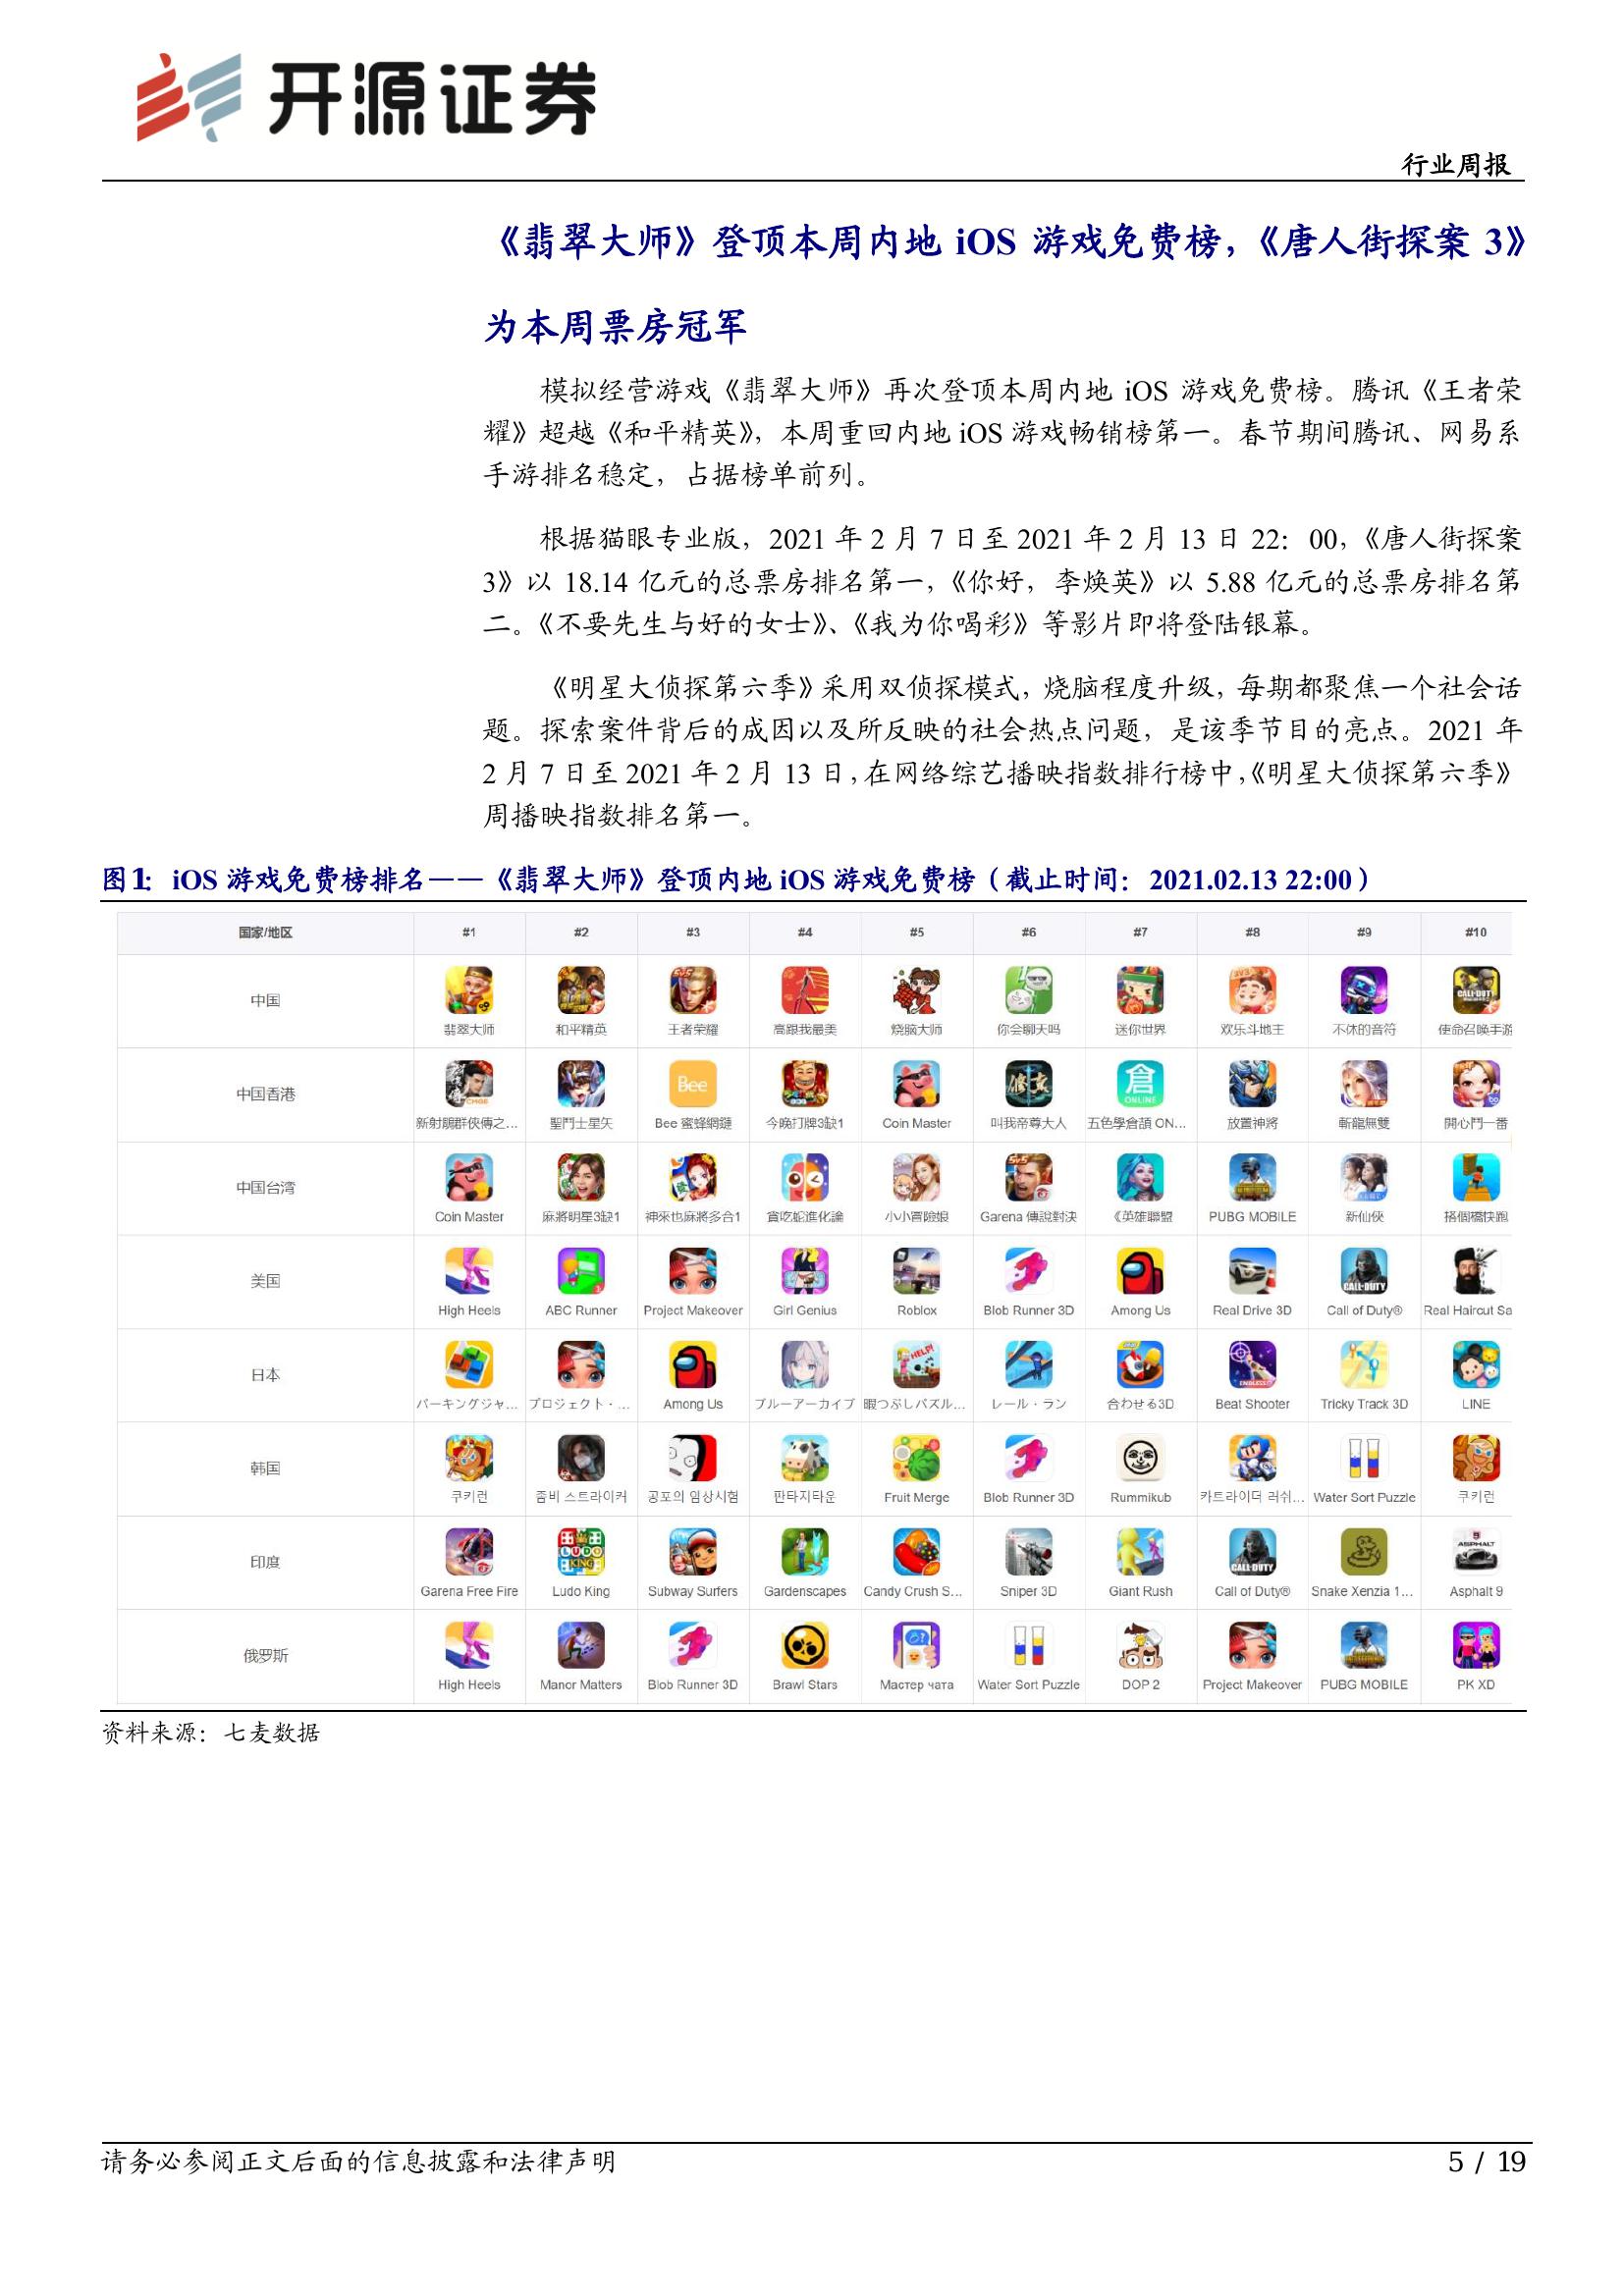 开源证券
行业周报
《翡翠大师》登顶本周内地 iOS 游戏免费榜，《唐人街探案 3》
为本周票房冠军
模拟经营游戏《翡翠大师》再次登顶本周内地 iOS 游戏免费榜。腾讯《王者荣
耀》超越《和平精英》，本周重回内地 iOS 游戏畅销榜第一。春节期间腾讯、网易系
手游排名稳定，占据榜单前列。
根据猫眼专业版，2021 年 2 月 7 日至 2021 年 2 月 13 日 22：00，《唐人街探案
3》以 18.14 亿元的总票房排名第一，《你好，李焕英》以 5.88 亿元的总票房排名第
二。《不要先生与好的女士》、《我为你喝彩》等影片即将登陆银幕。
《明星大侦探第六季》采用双侦探模式，烧脑程度升级，每期都聚焦一个社会话
题。探索案件背后的成因以及所反映的社会热点问题，是该季节目的亮点。2021 年
2 月 7 日至 2021 年 2 月 13 日，在网络综艺播映指数排行榜中，《明星大侦探第六季》
周播映指数排名第一。
图1：iOS 游戏免费榜排名——《翡翠大师》登顶内地 iOS 游戏免费榜（截止时间：2021.02.13 22:00）
国家/地区 #1 #2 #3 #4 #5 #6 #7 #8 #9 #10
中国 翡翠大师 和平精英 王者荣耀 高跟我最美 烧脑大师 你会聊天吗 迷你世界 欢乐斗地主 不休的音符 使命召唤手游
中国香港 新射鵰群俠傳之... 聖鬥士星矢 Bee 蜜蜂網鏈 今晚打牌3缺1 Coin Master 叫我帝尊大人 五色學倉頡 ON... 放置神將 斬龍無雙 開心鬥一番
中国台湾 Coin Master 麻將明星3缺1 神來也麻將多合1 貪吃蛇進化論 小小冒險娘 Garena 傳說對決 《英雄聯盟 PUBG MOBILE 新仙俠 搭個橋快跑
美国 High Heels ABC Runner Project Makeover Girl Genius Roblox Blob Runner 3D Among Us Real Drive 3D Call of Duty® Real Haircut Sa
日本 パーキングジャ... プロジェクト・... Among Us ブルーアーカイブ 暇つぶしパズル... レール・ラン 合わせる3D Beat Shooter Tricky Track 3D LINE
韩国 쿠키런 좀비 스트라이커 공포의 임상시험 판타지타운 Fruit Merge Blob Runner 3D Rummikub 카트라이더 러쉬... Water Sort Puzzle 쿠키런
印度 Garena Free Fire Ludo King Subway Surfers Gardenscapes Candy Crush S... Sniper 3D Giant Rush Call of Duty® Snake Xenzia 1... Asphalt 9
俄罗斯 High Heels Manor Matters Blob Runner 3D Brawl Stars Мастер чата Water Sort Puzzle DOP 2 Project Makeover PUBG MOBILE PK XD
资料来源：七麦数据
请务必参阅正文后面的信息披露和法律声明
5 / 19